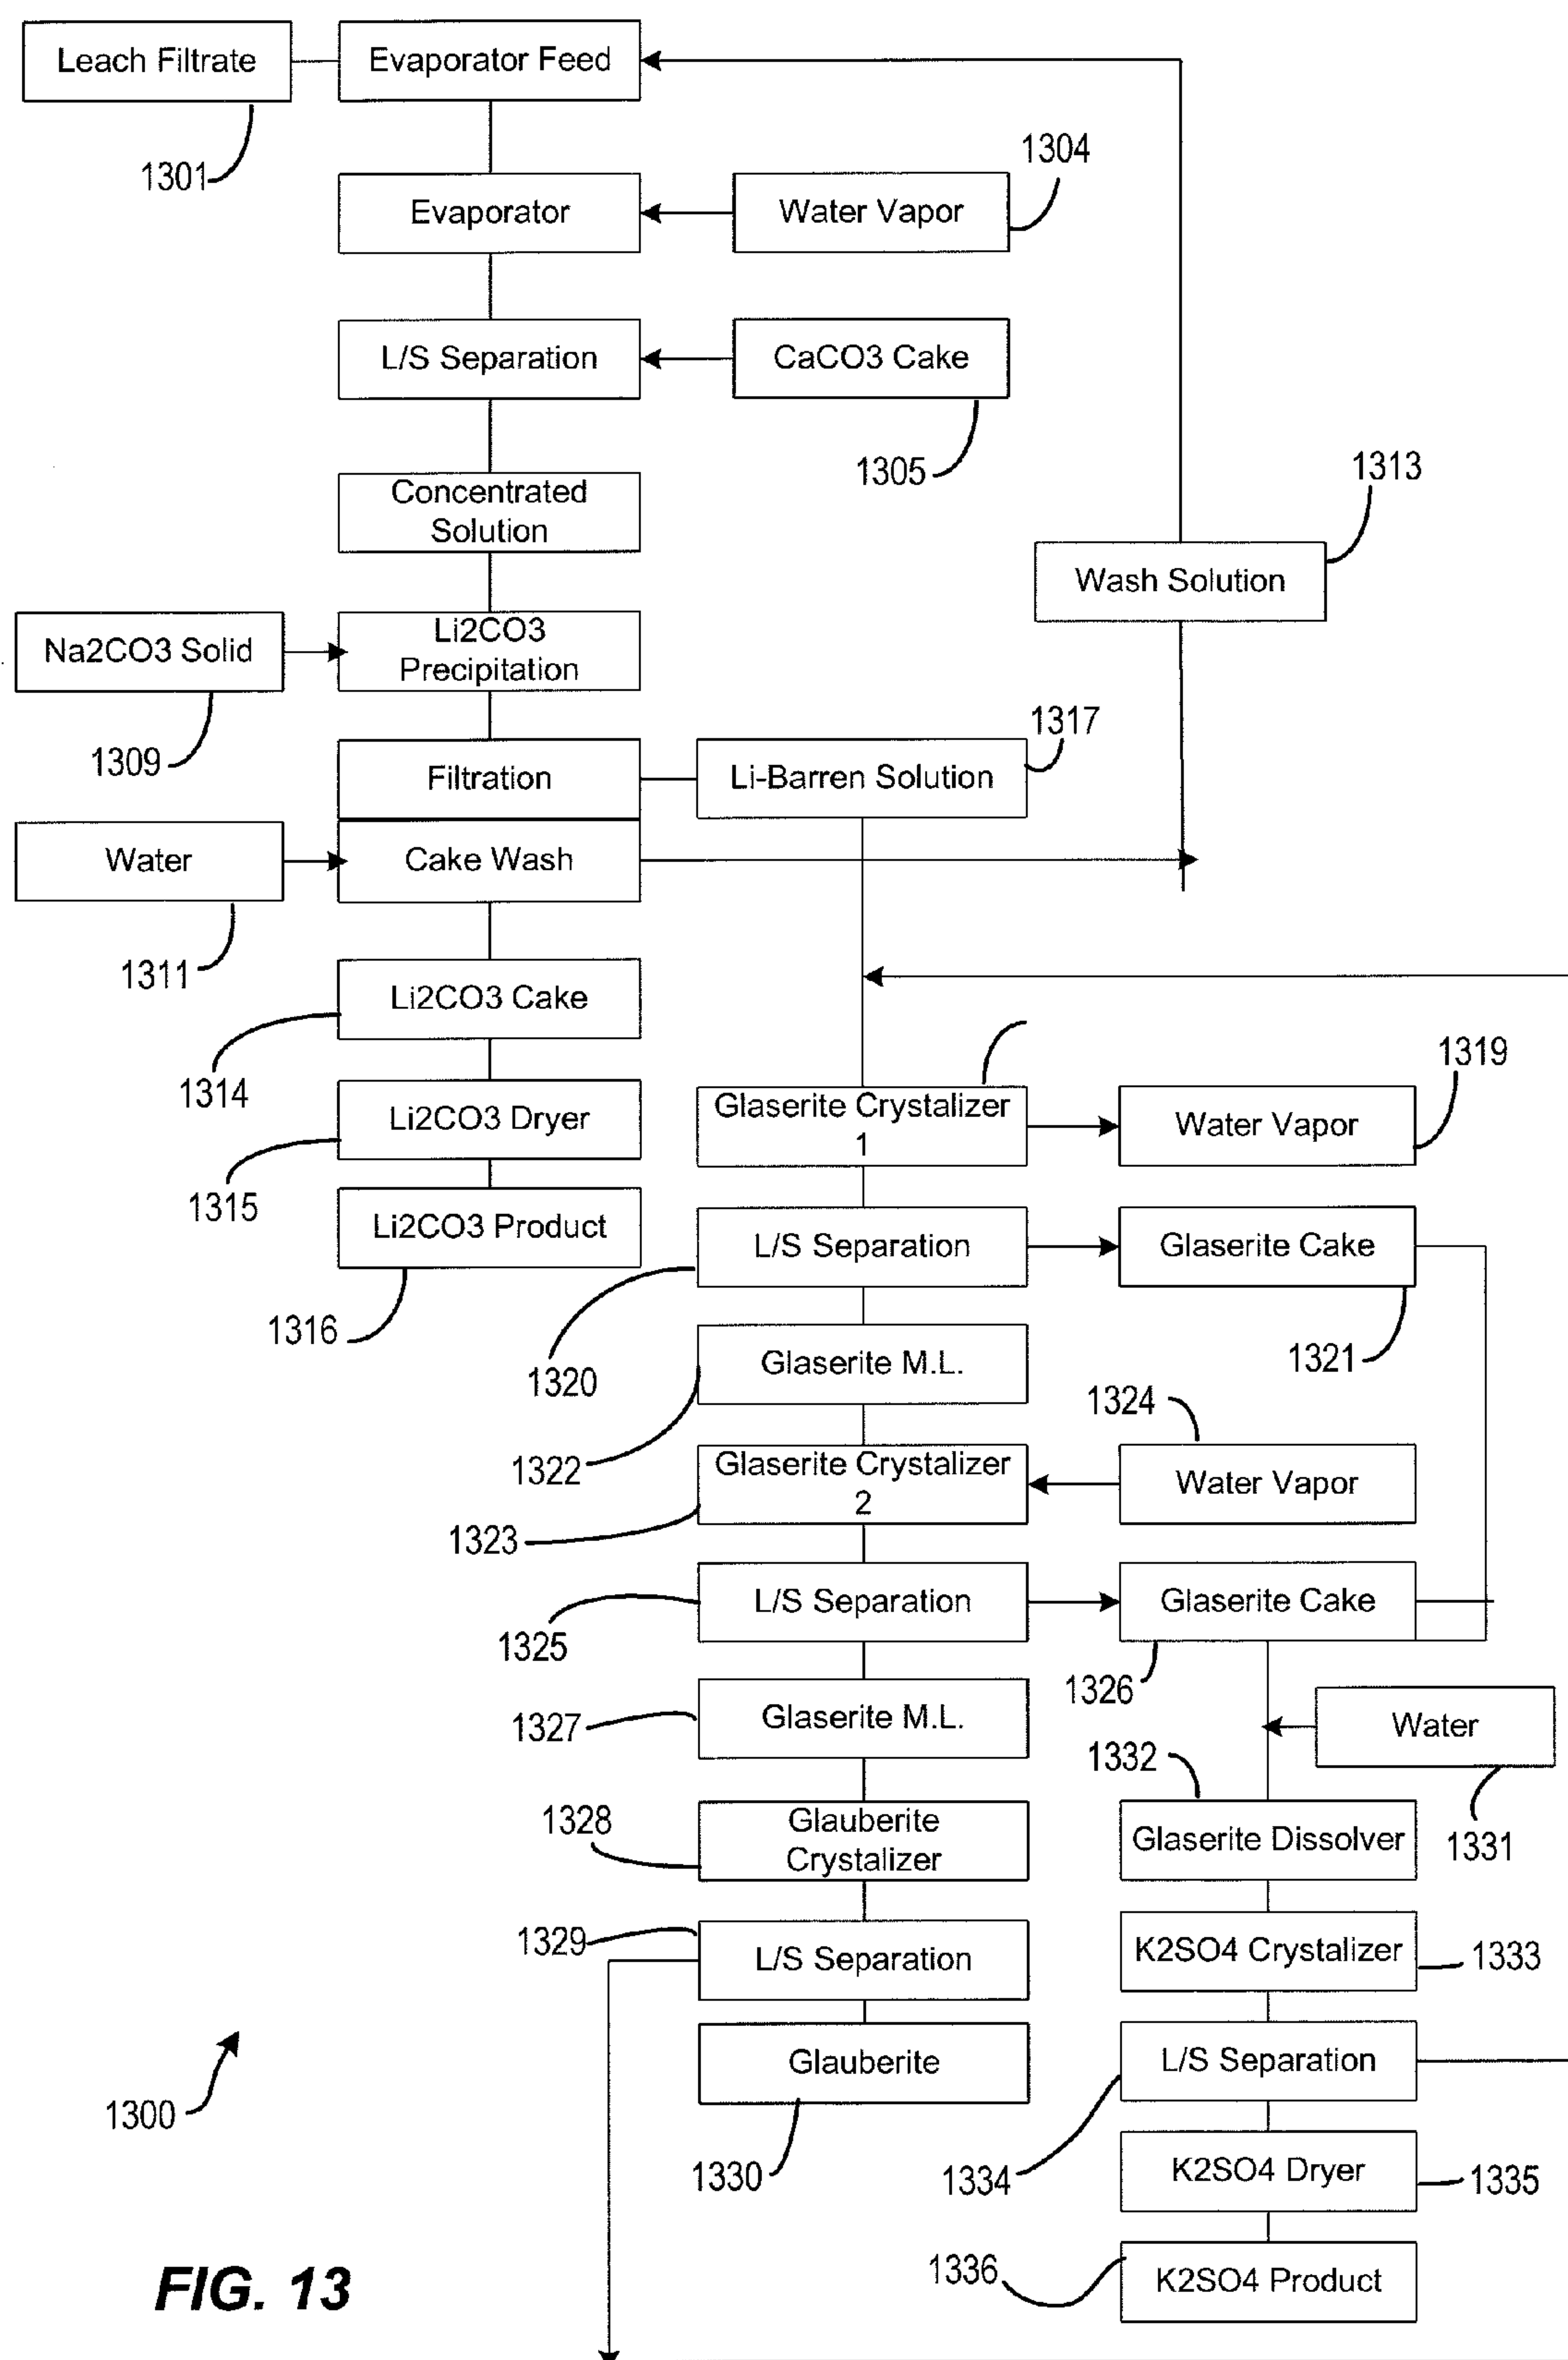 Leach Filtrate
Evaporator Feed
1301
1304
Evaporator
Water Vapor
L/S Separation
CaCO3 Cake
1305
1313
Concentrated
Solution
Wash Solution
Na2CO3 Solid
Li2CO3
Precipitation
1309
1317
Filtration
Li-Barren Solution
Water
Cake Wash
1311
Li2CO3 Cake
1314
1319
Li2CO3 Dryer
Glaserite Crystalizer
1
Water Vapor
1315
Li2CO3 Product
L/S Separation
Glaserite Cake
1316
1320
1321
Glaserite M.L.
1324
1322
Glaserite Crystalizer
2
Water Vapor
1323
L/S Separation
Glaserite Cake
1325
1326
Glaserite M.L.
Water
1327
1332
1328
Glauberite
Crystalizer
Glaserite Dissolver
1331
1329
L/S Separation
K2SO4 Crystalizer
1333
Glauberite
L/S Separation
1300
1330
1334
K2SO4 Dryer
1335
1336
K2SO4 Product
FIG. 13